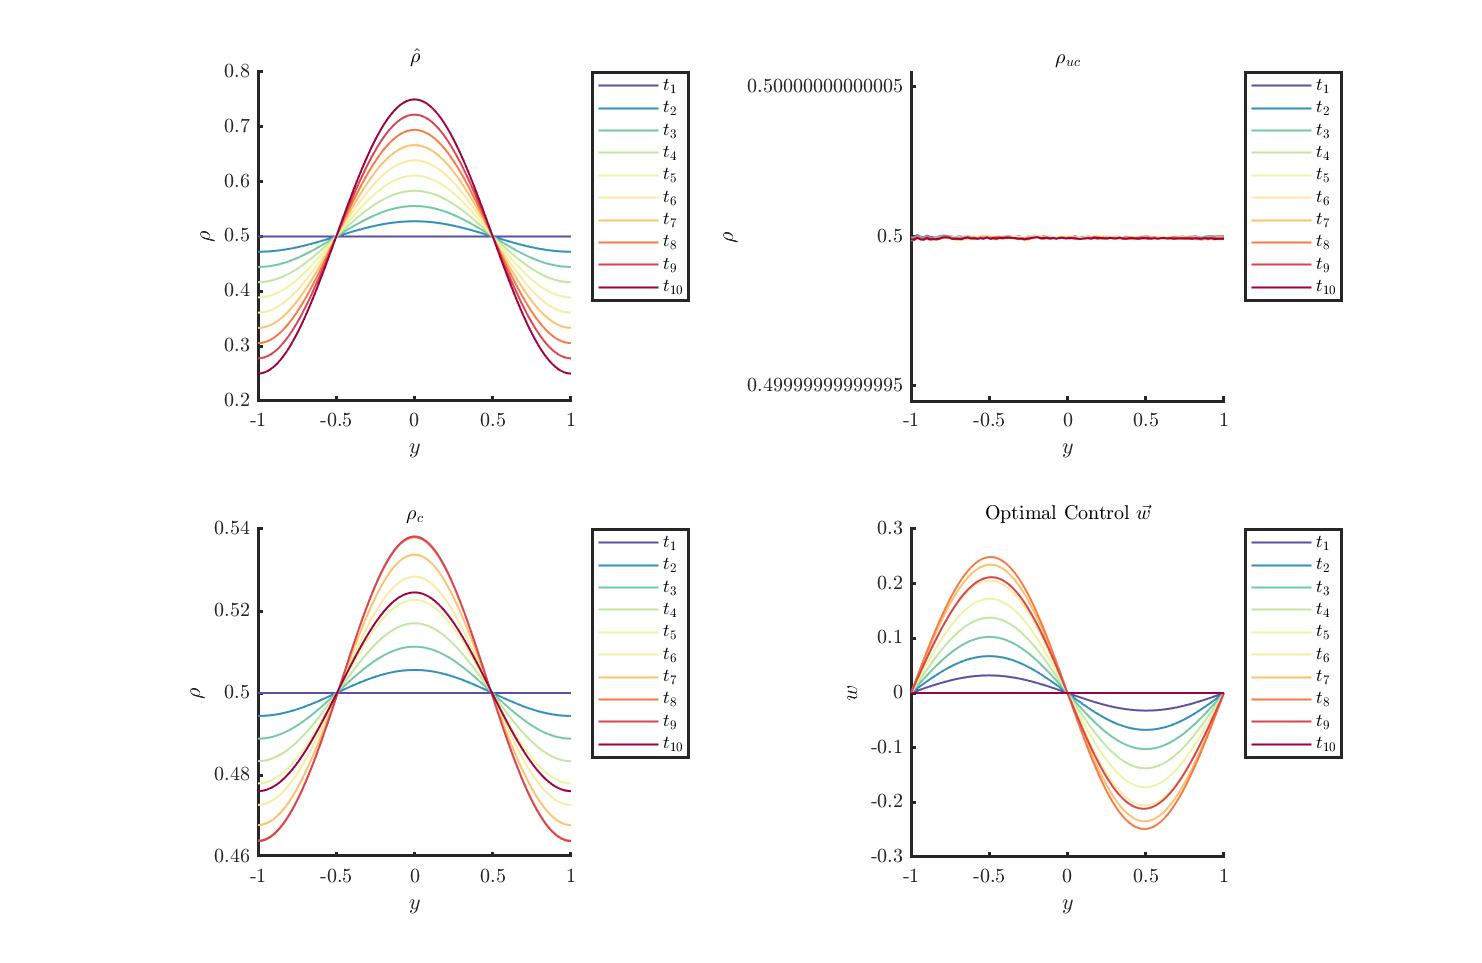 ρ̂
0.8
0.7
0.6
0.5
0.4
0.3
0.2
ρ
-1 -0.5 0 0.5 1
y
t₁
t₂
t₃
t₄
t₅
t₆
t₇
t₈
t₉
t₁₀
ρ_uc
0.50000000000005
0.5
0.49999999999995
ρ
-1 -0.5 0 0.5 1
y
t₁
t₂
t₃
t₄
t₅
t₆
t₇
t₈
t₉
t₁₀
ρ_c
0.54
0.52
0.5
0.48
0.46
ρ
-1 -0.5 0 0.5 1
y
t₁
t₂
t₃
t₄
t₅
t₆
t₇
t₈
t₉
t₁₀
Optimal Control w⃗
0.3
0.2
0.1
0
-0.1
-0.2
-0.3
w
-1 -0.5 0 0.5 1
y
t₁
t₂
t₃
t₄
t₅
t₆
t₇
t₈
t₉
t₁₀